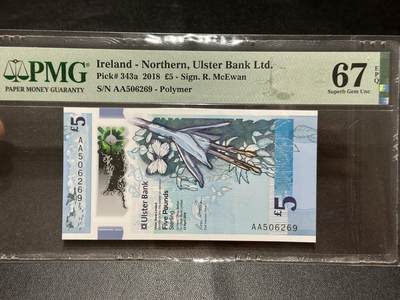 PMG
PAPER MONEY GUARANTY
Ireland - Northern, Ulster Bank Ltd.
Pick# 343a 2018 £5 - Sign. R. McEwan
S/N AA506269 - Polymer
67
EPQ
Superb Gem Unc
£5
AA506269
Ulster Bank
Five Pounds
Sterling
£5
AA506269